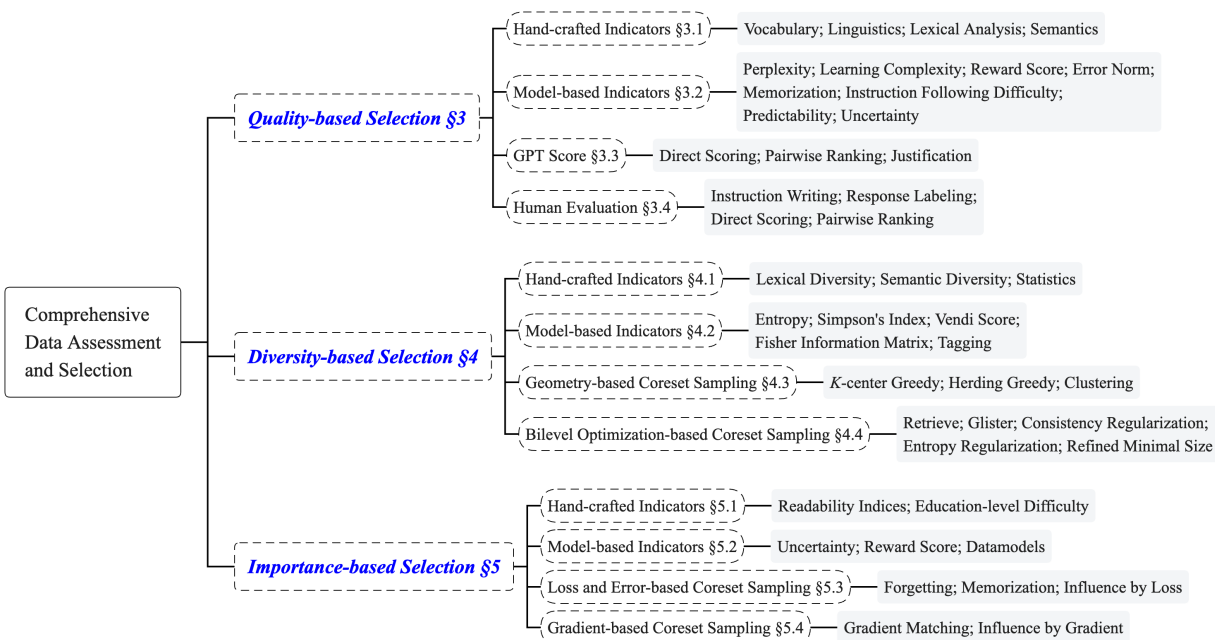 Comprehensive
Data Assessment
and Selection
Quality-based Selection §3
Hand-crafted Indicators §3.1
Vocabulary; Linguistics; Lexical Analysis; Semantics
Model-based Indicators §3.2
Perplexity; Learning Complexity; Reward Score; Error Norm;
Memorization; Instruction Following Difficulty;
Predictability; Uncertainty
GPT Score §3.3
Direct Scoring; Pairwise Ranking; Justification
Human Evaluation §3.4
Instruction Writing; Response Labeling;
Direct Scoring; Pairwise Ranking
Diversity-based Selection §4
Hand-crafted Indicators §4.1
Lexical Diversity; Semantic Diversity; Statistics
Model-based Indicators §4.2
Entropy; Simpson's Index; Vendi Score;
Fisher Information Matrix; Tagging
Geometry-based Coreset Sampling §4.3
K-center Greedy; Herding Greedy; Clustering
Bilevel Optimization-based Coreset Sampling §4.4
Retrieve; Glister; Consistency Regularization;
Entropy Regularization; Refined Minimal Size
Importance-based Selection §5
Hand-crafted Indicators §5.1
Readability Indices; Education-level Difficulty
Model-based Indicators §5.2
Uncertainty; Reward Score; Datamodels
Loss and Error-based Coreset Sampling §5.3
Forgetting; Memorization; Influence by Loss
Gradient-based Coreset Sampling §5.4
Gradient Matching; Influence by Gradient